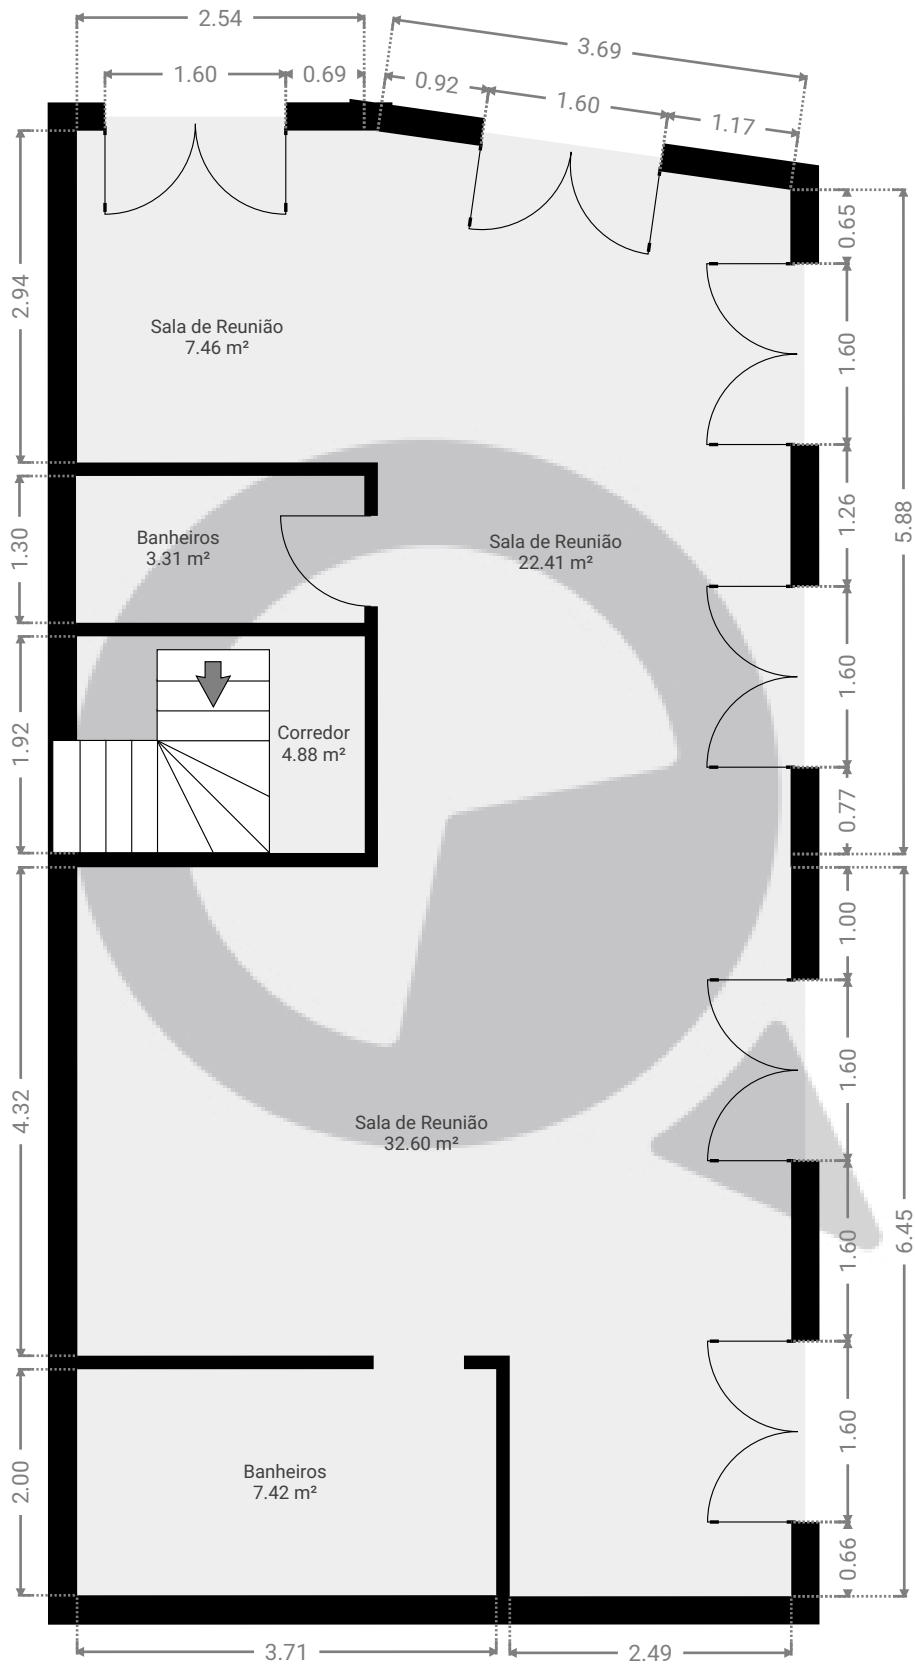 2.54
3.69
1.60
0.69
0.92
1.60
1.17
0.65
2.94
Sala de Reunião
7.46 m²
1.60
5.88
1.26
1.30
Banheiros
3.31 m²
Sala de Reunião
22.41 m²
1.60
1.92
Corredor
4.88 m²
0.77
1.00
1.60
4.32
Sala de Reunião
32.60 m²
1.60
6.45
1.60
2.00
Banheiros
7.42 m²
0.66
3.71
2.49